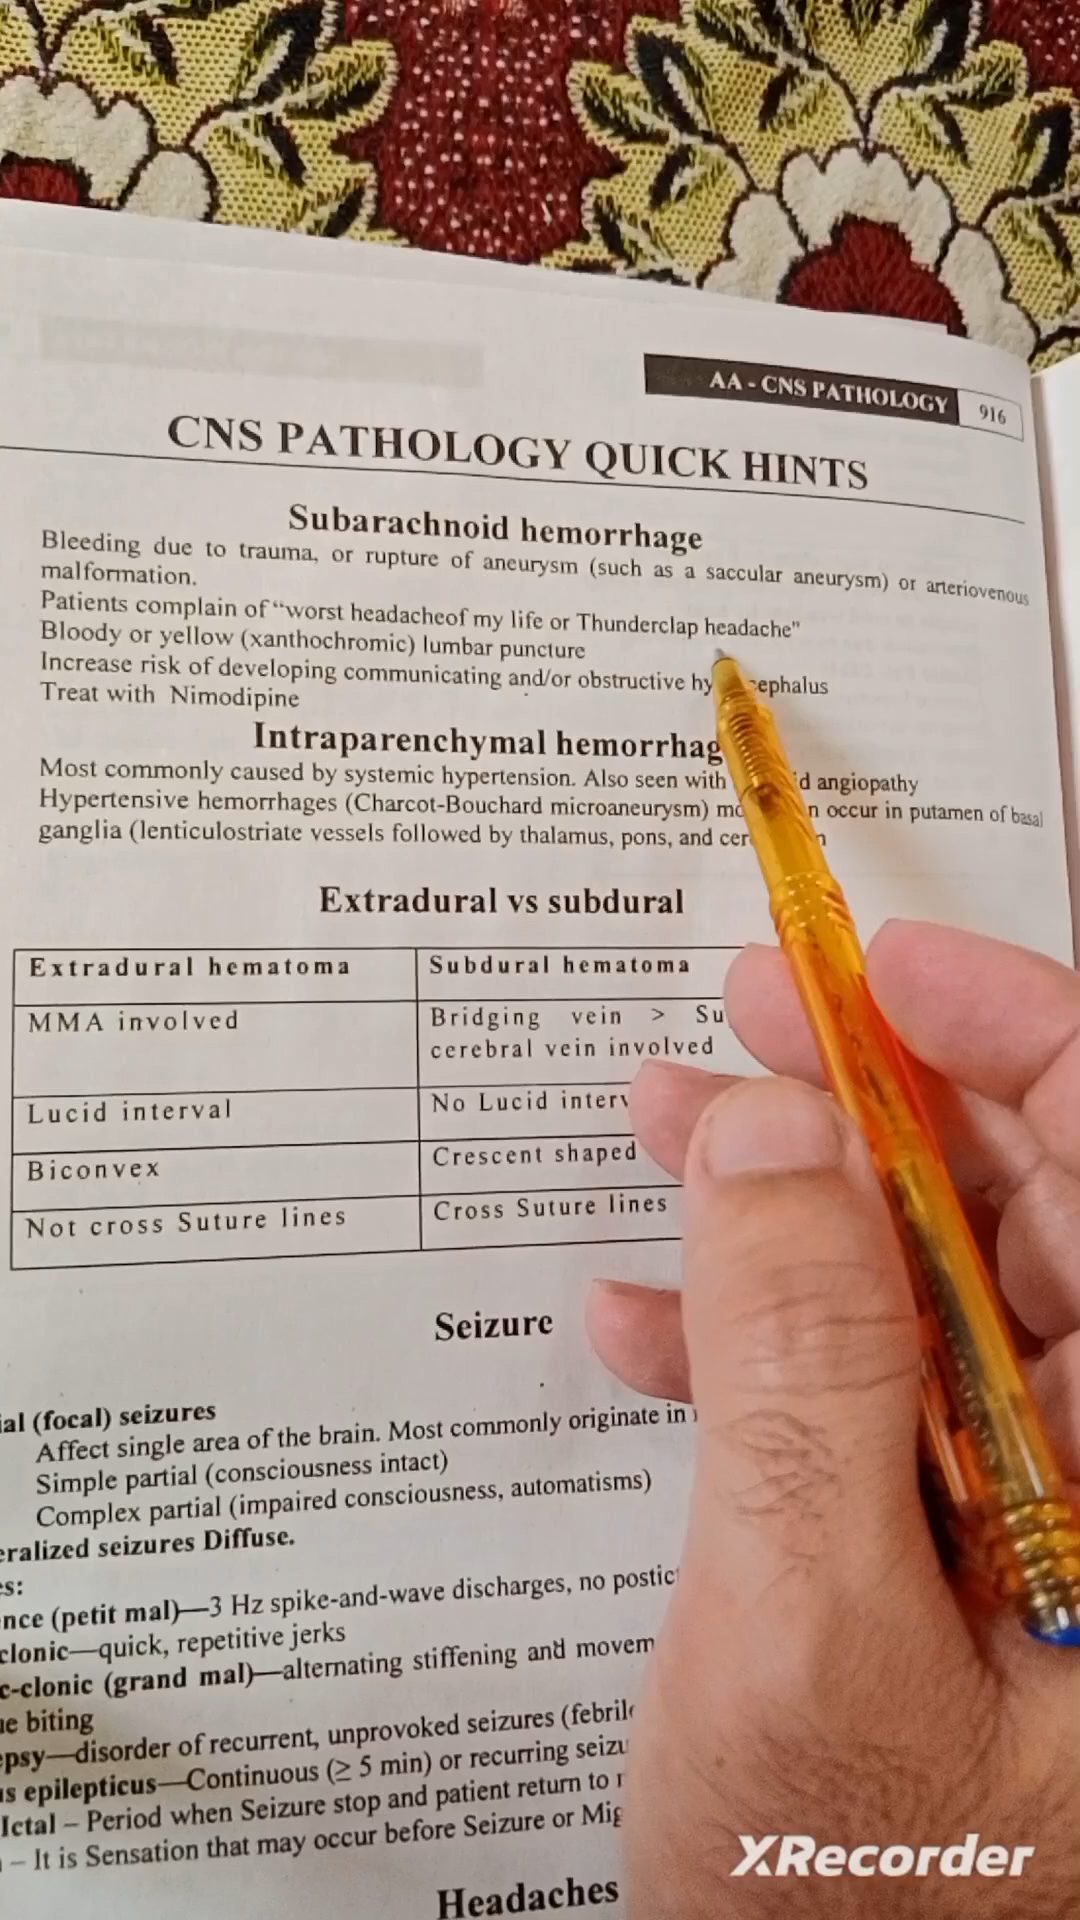 AA - CNS PATHOLOGY 916
CNS PATHOLOGY QUICK HINTS
Subarachnoid hemorrhage
Bleeding due to trauma, or rupture of aneurysm (such as a saccular aneurysm) or arteriovenous
malformation.
Patients complain of "worst headacheof my life or Thunderclap headache"
Bloody or yellow (xanthochromic) lumbar puncture
Increase risk of developing communicating and/or obstructive
Treat with Nimodipine
Intraparenchymal
Most commonly caused by systemic hypertension. Also seen with angiopathy
Hypertensive hemorrhages (Charcot-Bouchard microaneurysm) occur in putamen of basal
ganglia (lenticulostriate vessels followed by thalamus, pons, and
Extradural vs subdural
Extradural hematoma Subdural hematoma
MMA involved Bridging vein >
cerebral vein involved
Lucid interval No Lucid
Biconvex Crescent shaped
Not cross Suture lines Cross Suture lines
Seizure
(focal) seizures
Affect single area of the brain. Most commonly originate in
Simple partial (consciousness intact)
Complex partial (impaired consciousness, automatisms)
seizures Diffuse.
(petit mal)—3 Hz spike-and-wave discharges, no
quick, repetitive jerks
(grand mal)—alternating stiffening and
biting
disorder of recurrent, unprovoked seizures
epilepticus—Continuous (≥ 5 min) or recurring
Ictal – Period when Seizure stop and patient return to
– It is Sensation that may occur before Seizure or
Headaches
XRecorder